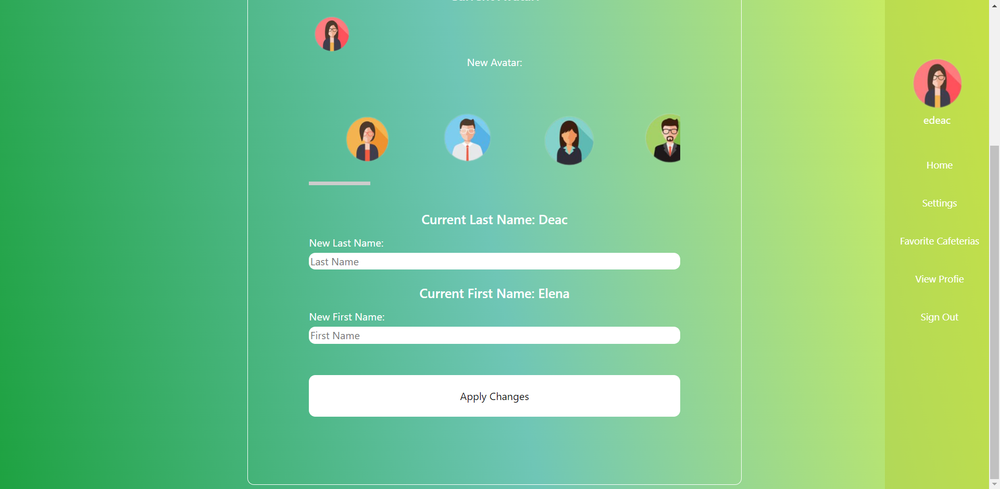 New Avatar:
Current Last Name: Deac
New Last Name:
Last Name
Current First Name: Elena
New First Name:
First Name
Apply Changes
edeac
Home
Settings
Favorite Cafeterias
View Profie
Sign Out